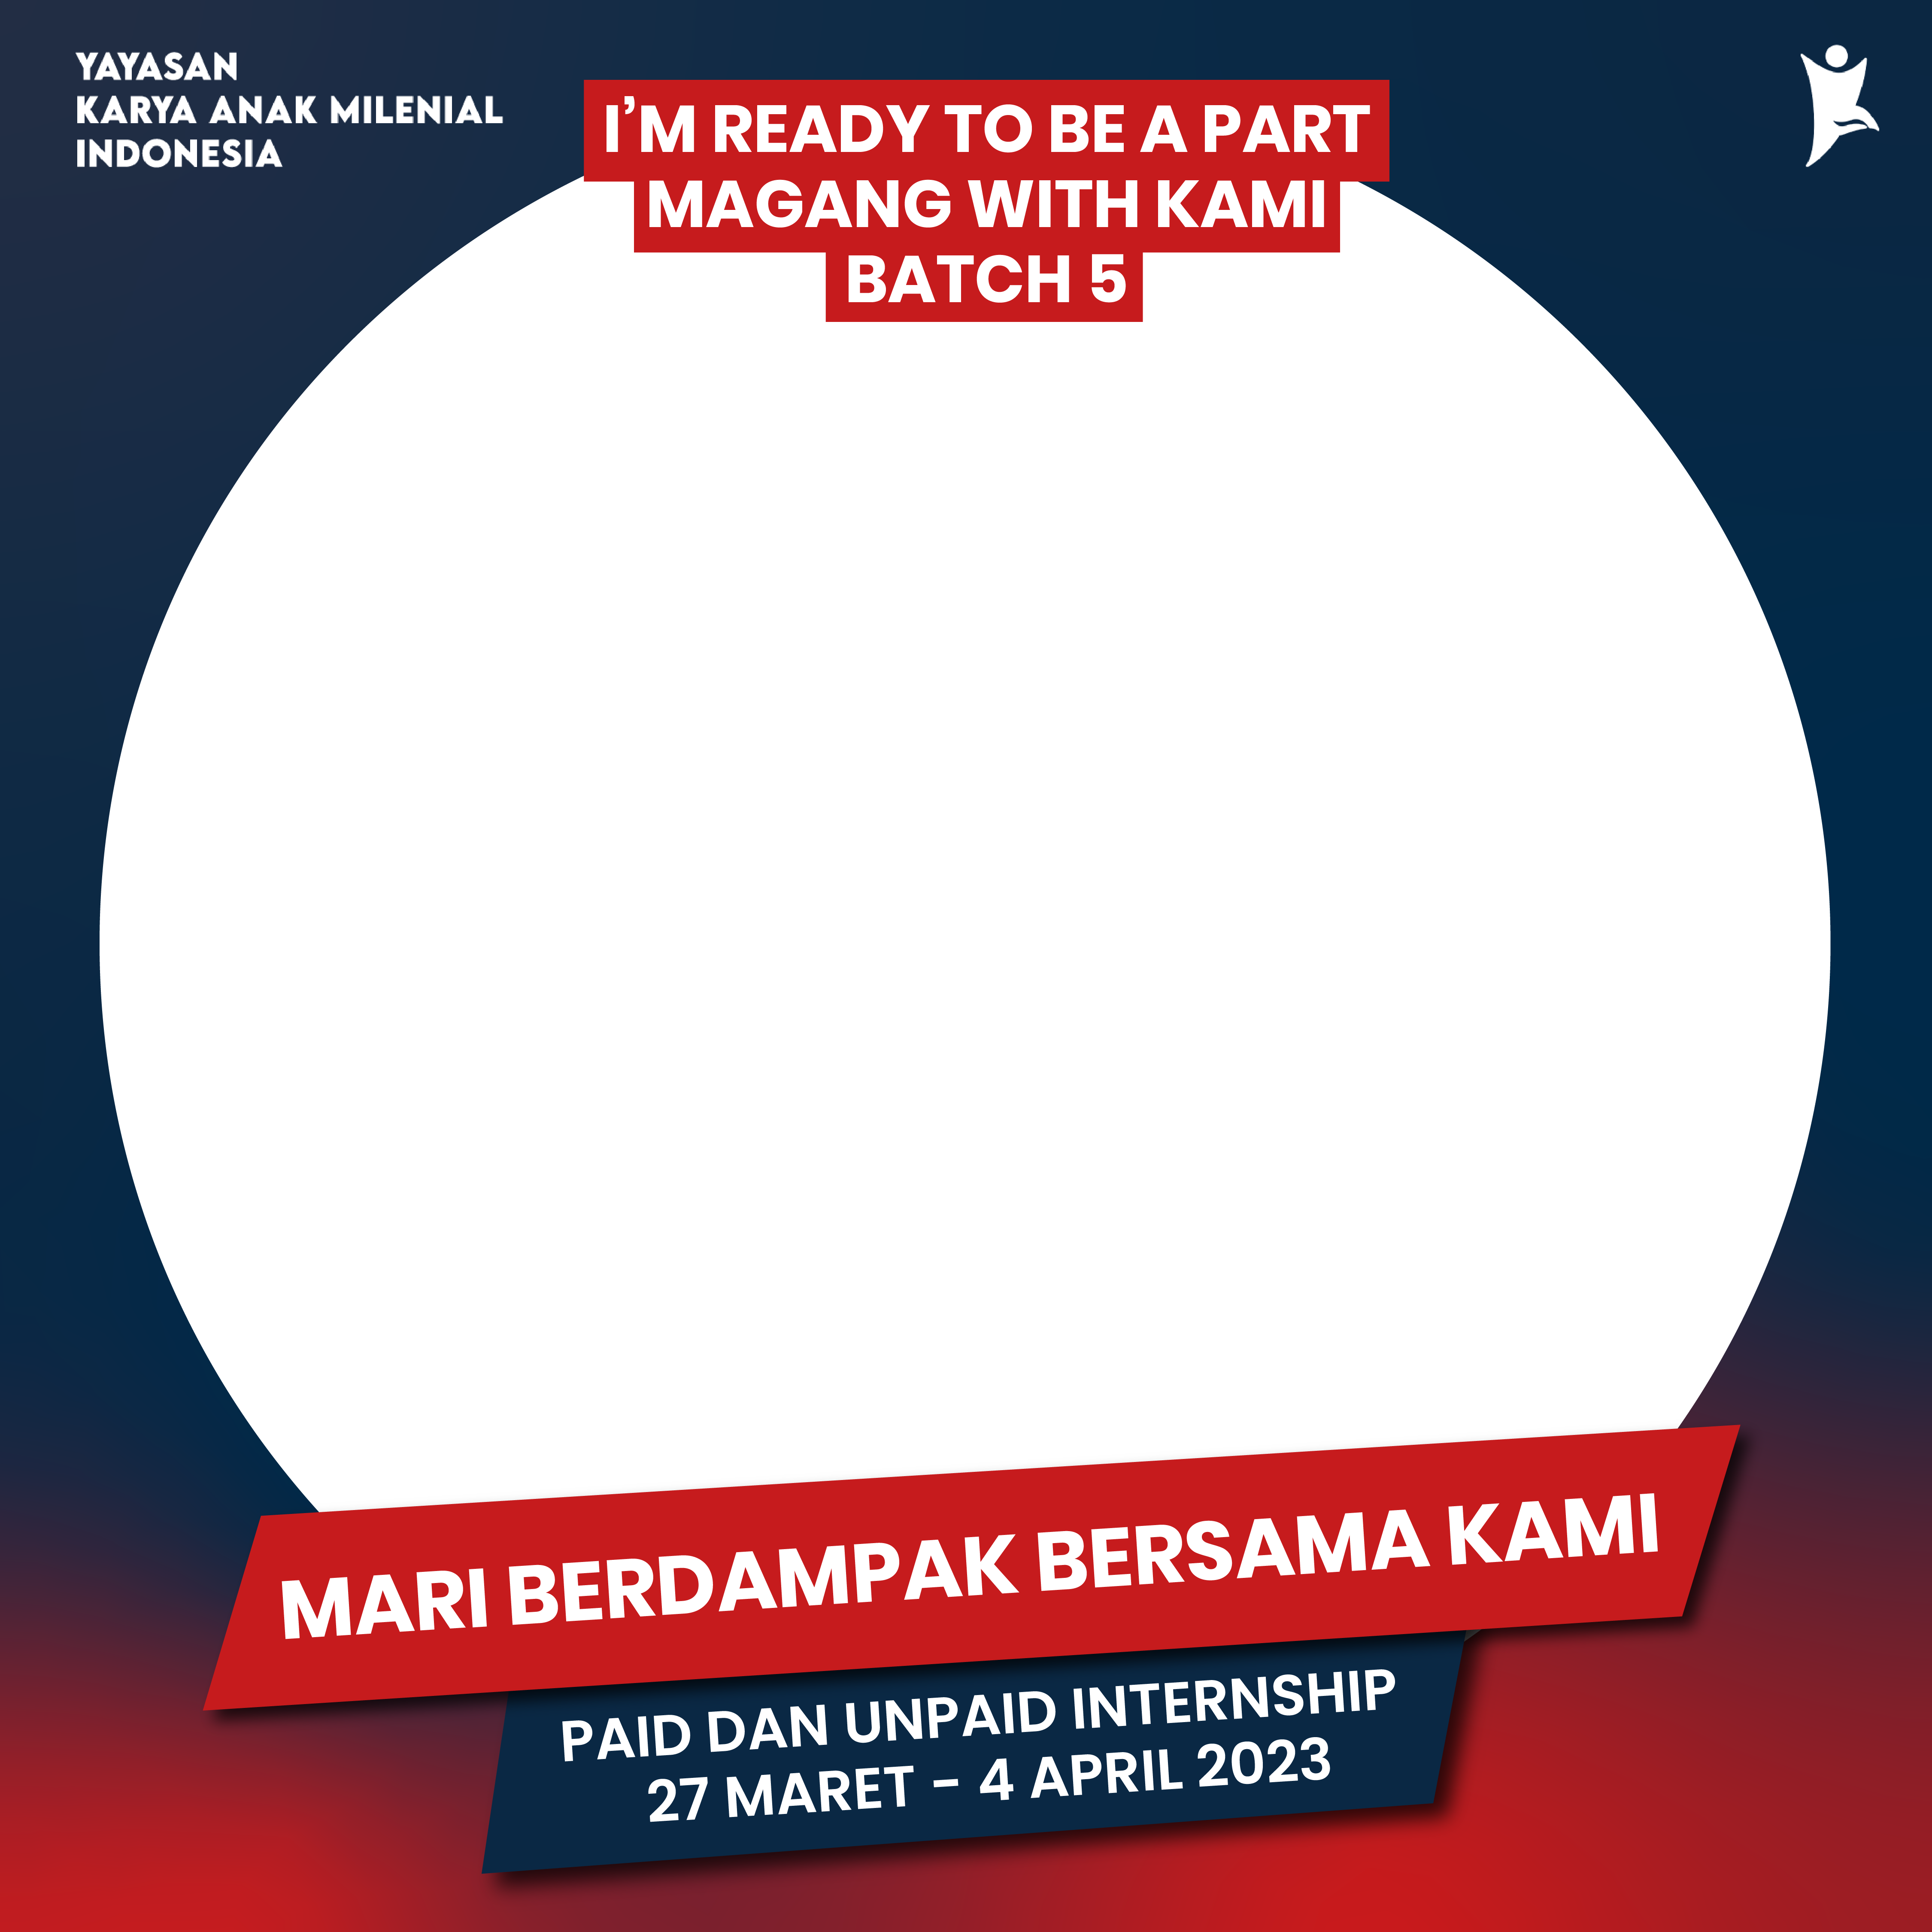 YAYASAN
KARYA ANAK MILENIAL
INDONESIA
I'M READY TO BE A PART
MAGANG WITH KAMI
BATCH 5
MARI BERDAMPAK BERSAMA KAMI
PAID DAN UNPAID INTERNSHIP
27 MARET – 4 APRIL 2023